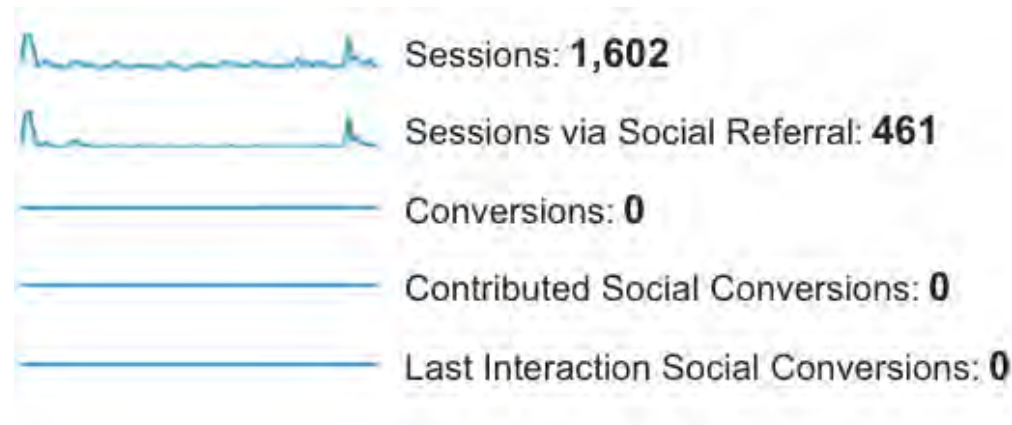 Sessions: 1,602
Sessions via Social Referral: 461
Conversions: 0
Contributed Social Conversions: 0
Last Interaction Social Conversions: 0